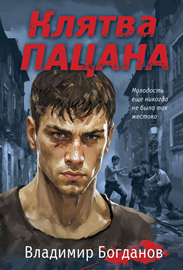 Клятва
ПАЦАНА
Молодость
еще никогда
не была так
жестока
Владимир Богданов